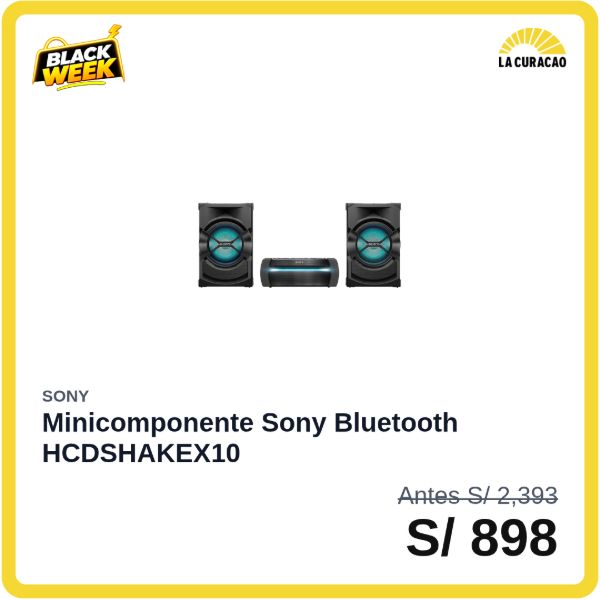 BLACK
WEEK
LA CURACAO
SONY
Minicomponente Sony Bluetooth
HCDSHAKEX10
Antes S/ 2,393
S/ 898